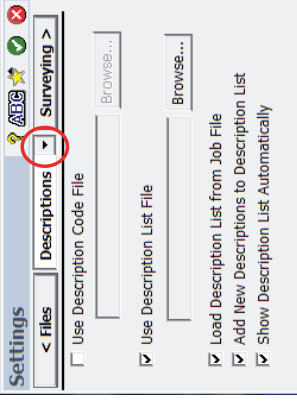 Settings
? ABC
< Files
Descriptions
Surveying >
Use Description Code File
Browse...
Use Description List File
Browse...
Load Description List from Job File
Add New Descriptions to Description List
Show Description List Automatically